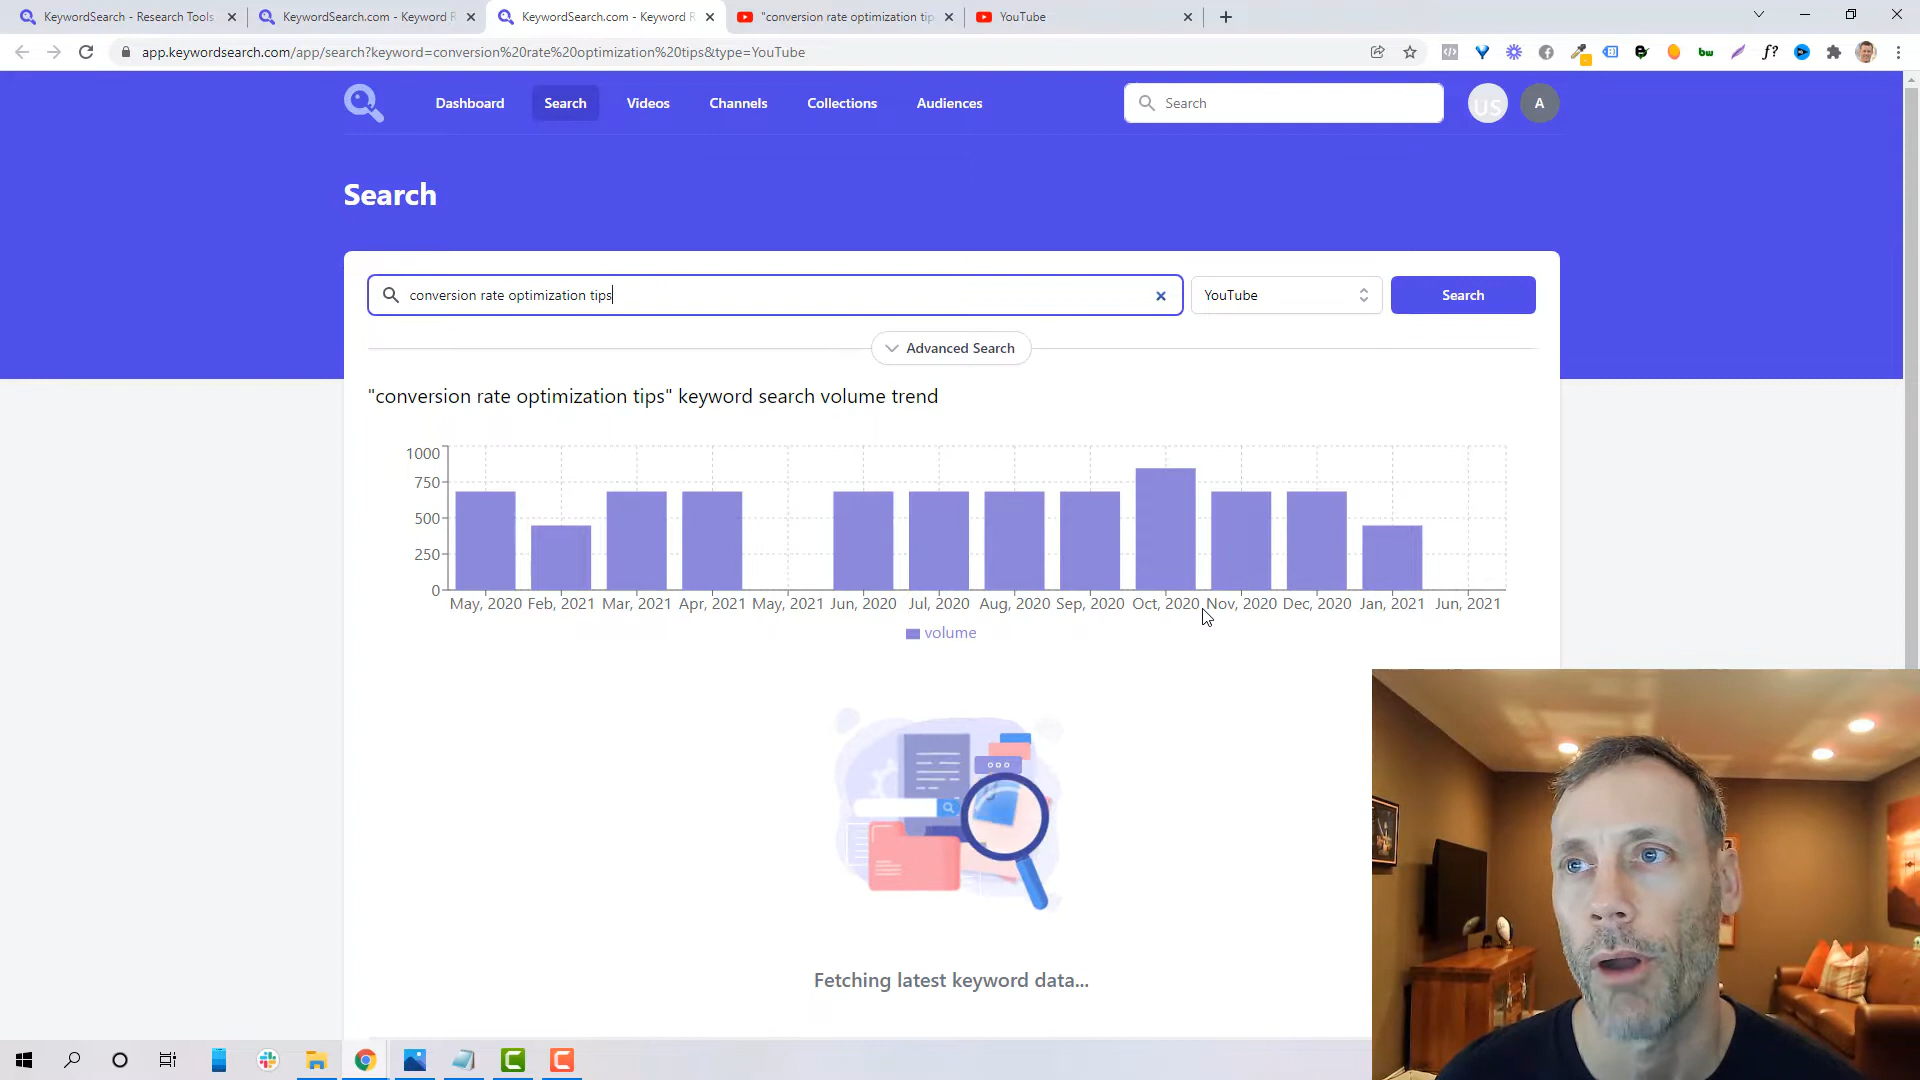 KeywordSearch - Research Tools
KeywordSearch.com - Keyword R
KeywordSearch.com - Keyword R
"conversion rate optimization tip
YouTube
app.keywordsearch.com/app/search?keyword=conversion%20rate%20optimization%20tips&type=YouTube
bw
f?
Dashboard
Search
Videos
Channels
Collections
Audiences
Search
US
A
Search
conversion rate optimization tips
YouTube
Search
Advanced Search
"conversion rate optimization tips" keyword search volume trend
1000
750
500
250
0
May, 2020 Feb, 2021 Mar, 2021 Apr, 2021 May, 2021 Jun, 2020 Jul, 2020 Aug, 2020 Sep, 2020 Oct, 2020 Nov, 2020 Dec, 2020 Jan, 2021 Jun, 2021
volume
Fetching latest keyword data...